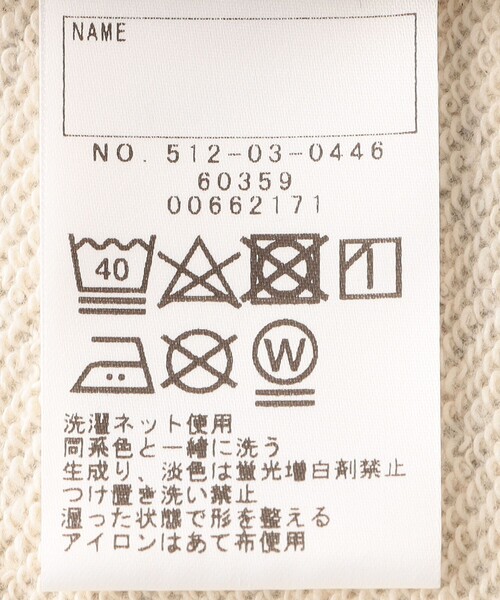 NAME
NO. 512-03-0446
60359
00662171
40
W
洗濯ネット使用
同系色と一緒に洗う
生成り、淡色は蛍光増白剤禁止
つけ置き洗い禁止
湿った状態で形を整える
アイロンはあて布使用